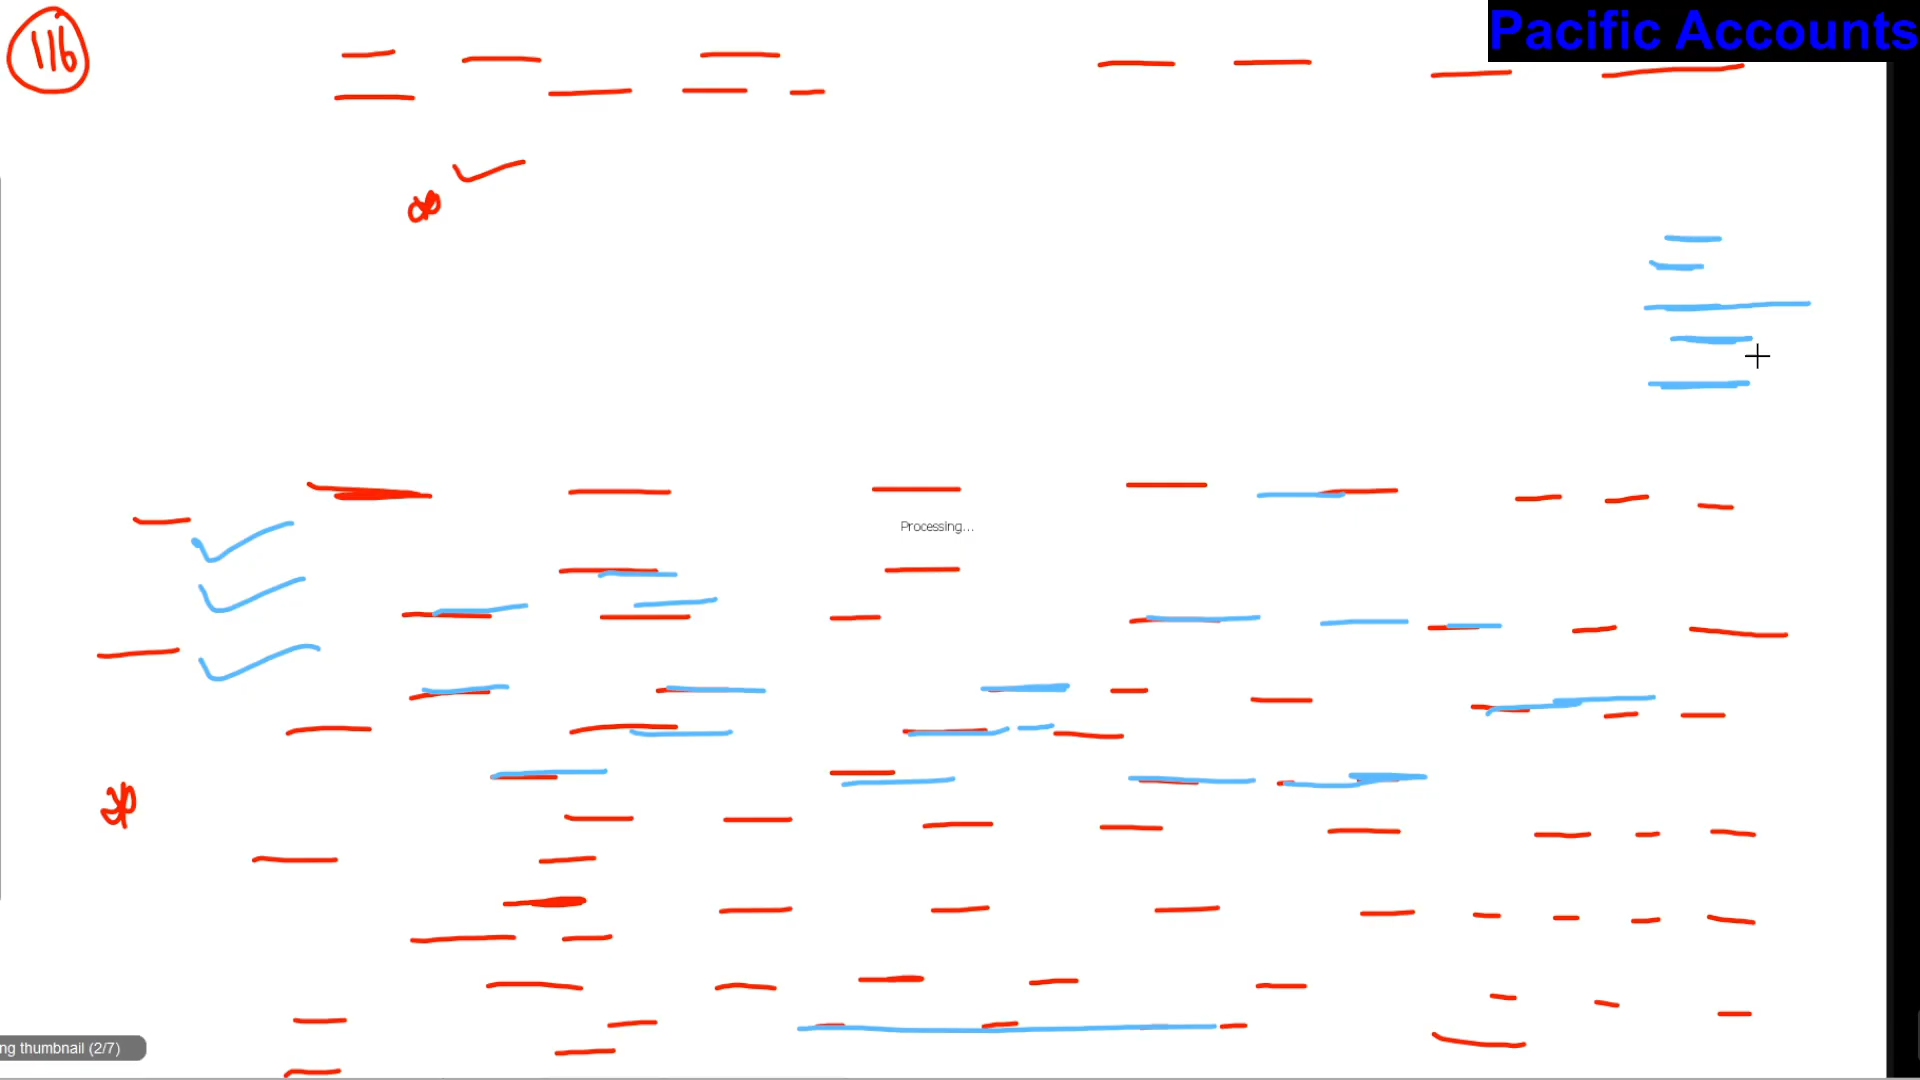 116
Pacific Accounts
Processing...
ng thumbnail (2/7)